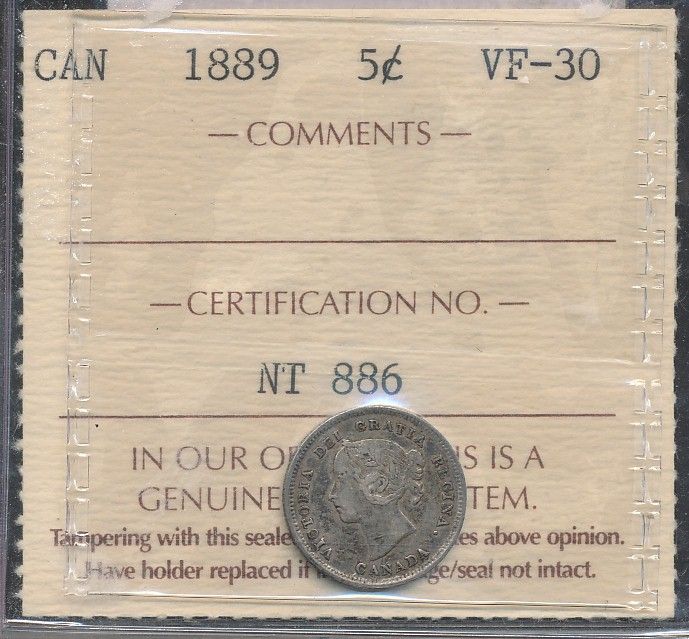 CAN 1889 5¢ VF-30
— COMMENTS —
— CERTIFICATION NO. —
NT 886
IN OUR IS A
GENUINE
Tampering with this above opinion.
Have holder replaced if not intact.
VICTORIA DEI GRATIA REGINA.
CANADA